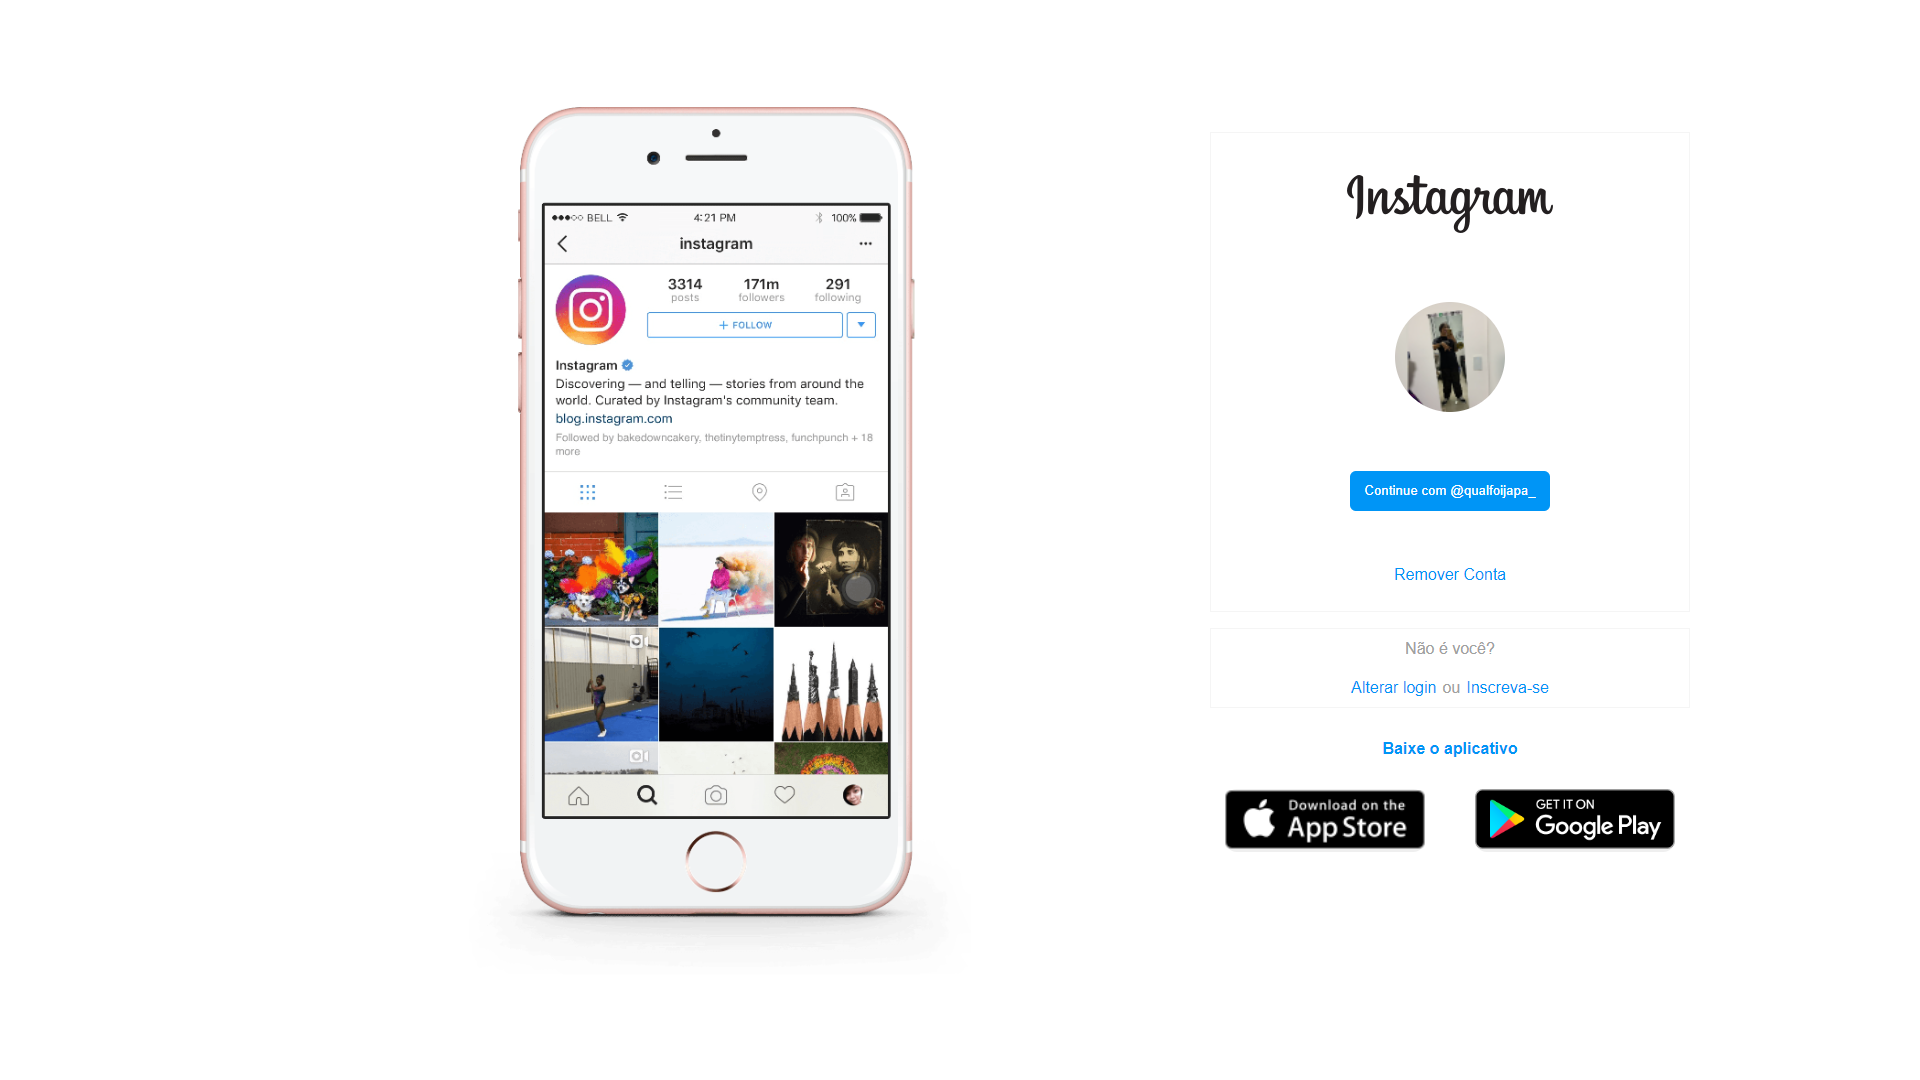 BELL
4:21 PM
100%
instagram
3314
171m
291
posts
followers
following
+ FOLLOW
Instagram
Discovering — and telling — stories from around the
world. Curated by Instagram's community team.
blog.instagram.com
Followed by bakedowncakery, thetinytemptress, funchpunch + 18
more
Instagram
Continue com @qualfoijapa_
Remover Conta
Não é você?
Alterar login ou Inscreva-se
Baixe o aplicativo
Download on the
App Store
GET IT ON
Google Play